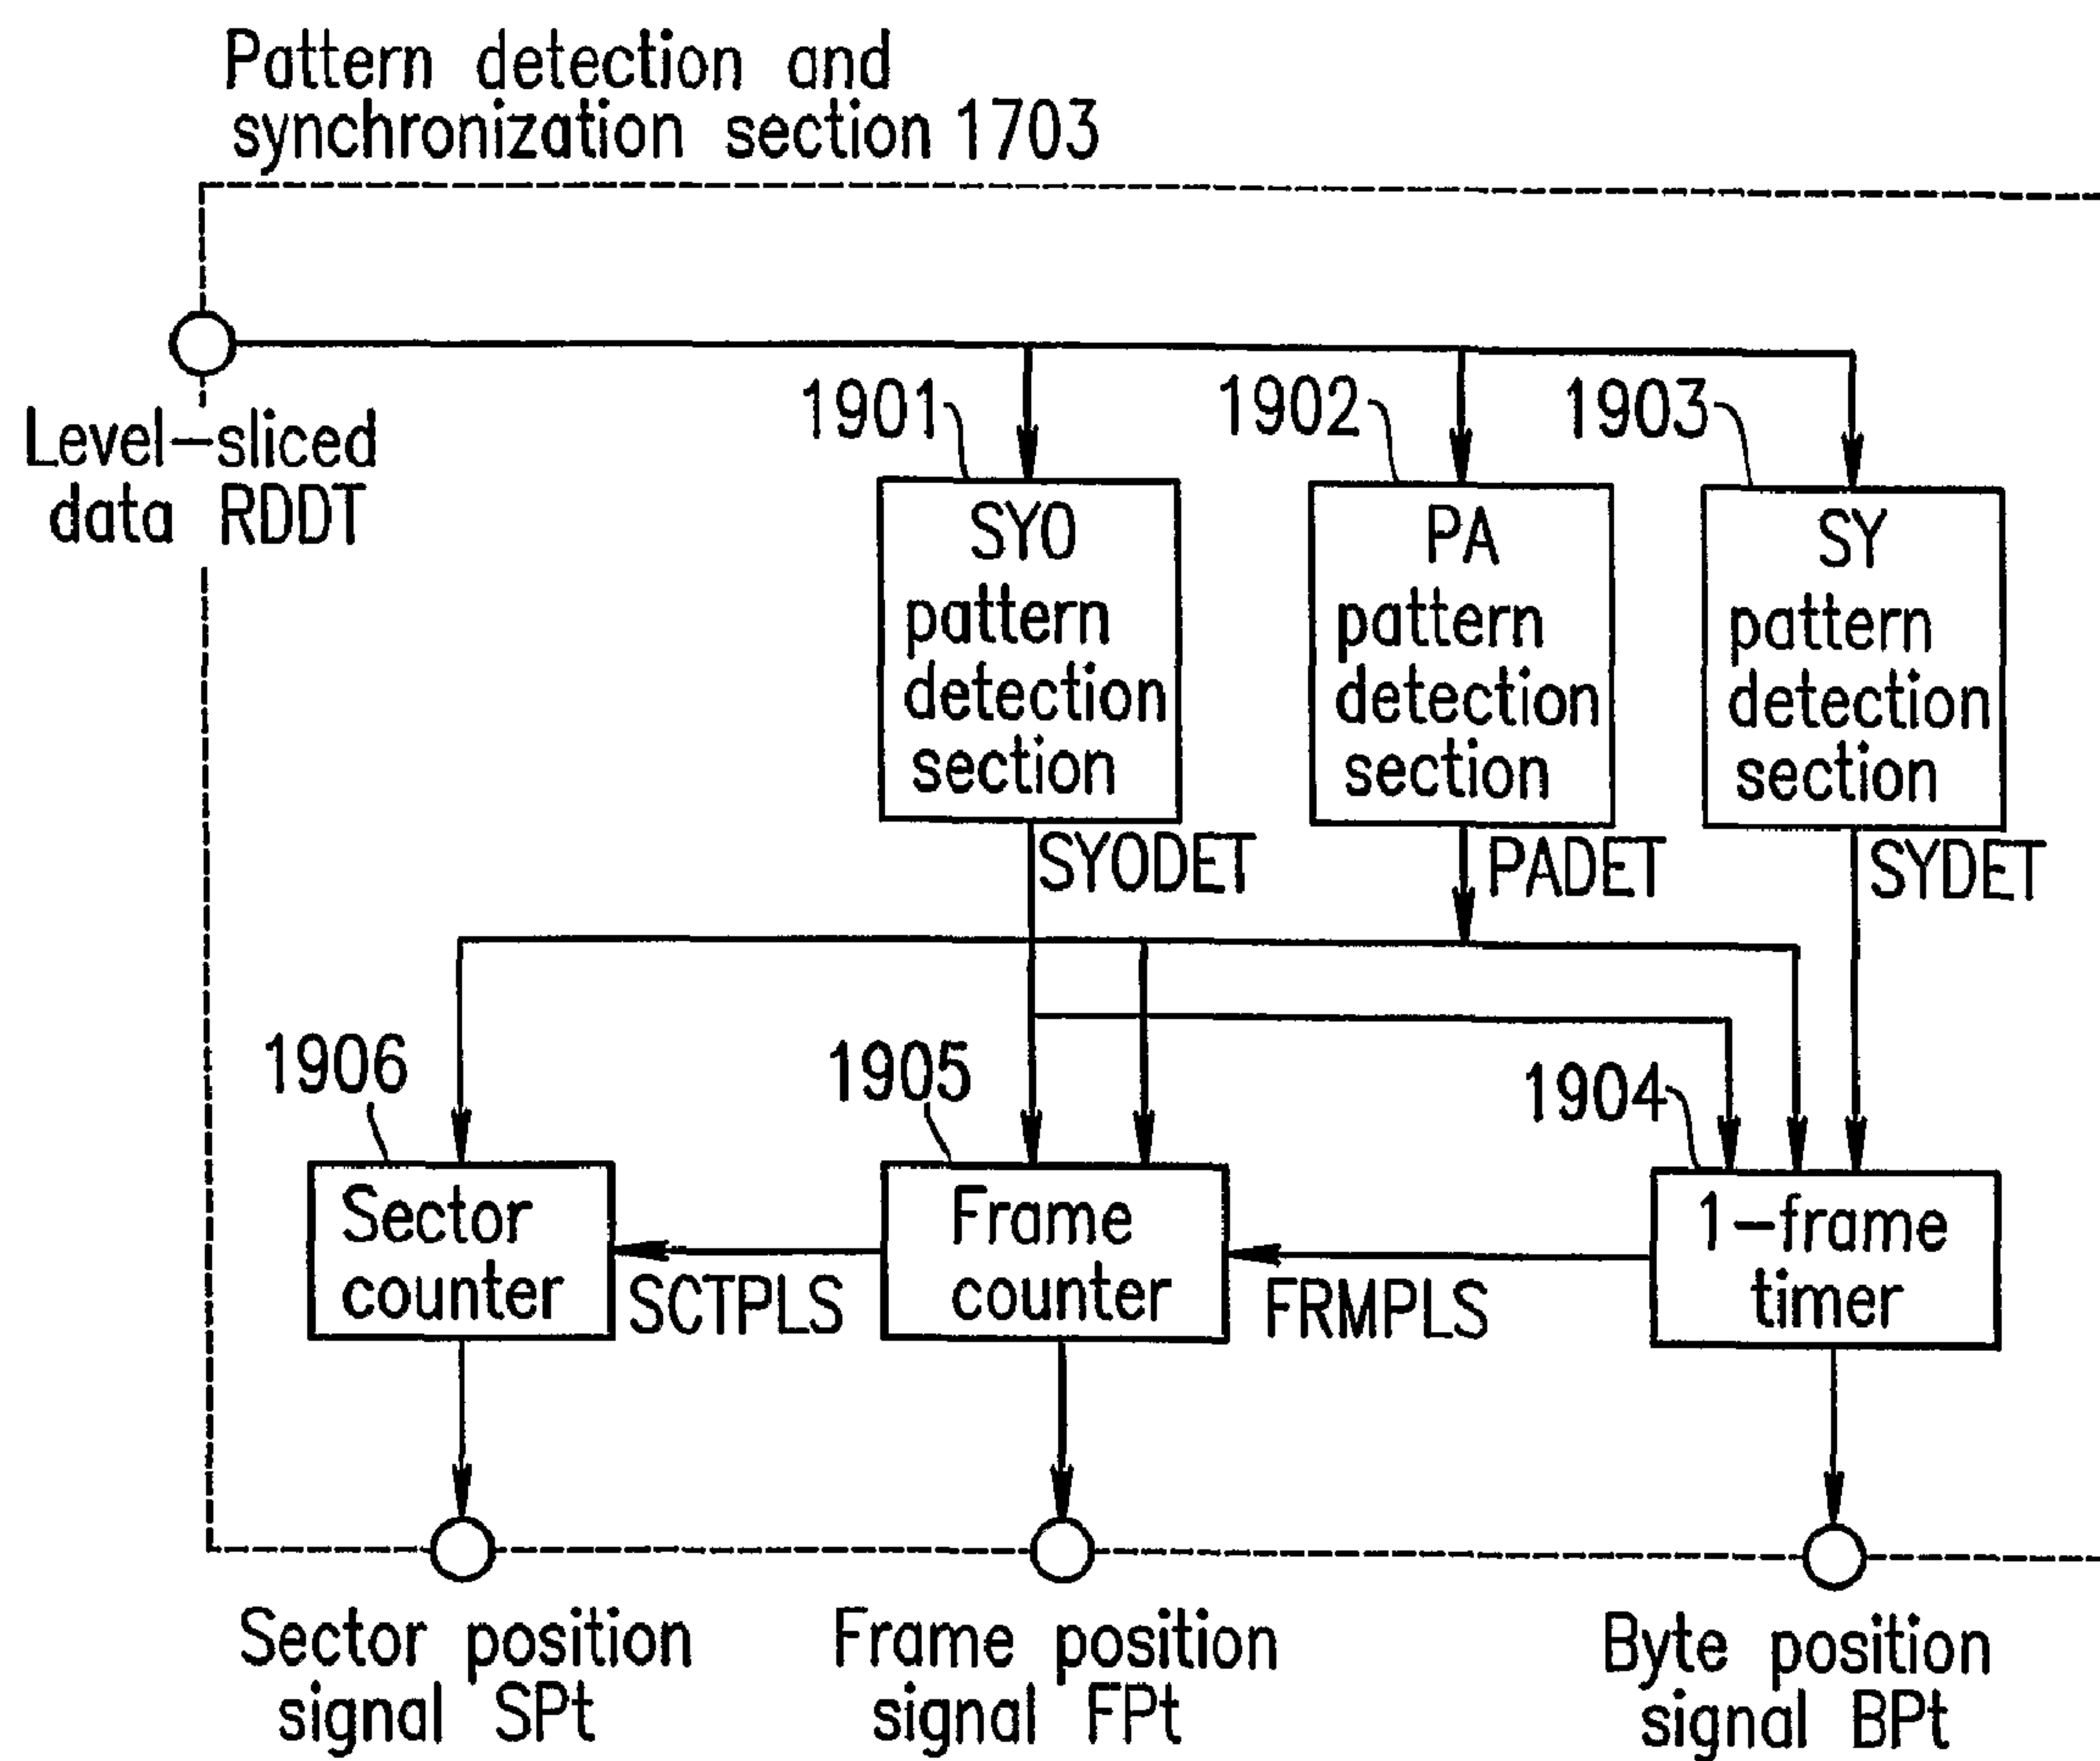 Pattern detection and
synchronization section 1703
Level-sliced
data RDDT
1901
1902
1903
SYO
pattern
detection
section
PA
pattern
detection
section
SY
pattern
detection
section
SYODET
PADET
SYDET
1906
1905
1904
Sector
counter
SCTPLS
Frame
counter
FRMPLS
1-frame
timer
Sector position
signal SPt
Frame position
signal FPt
Byte position
signal BPt